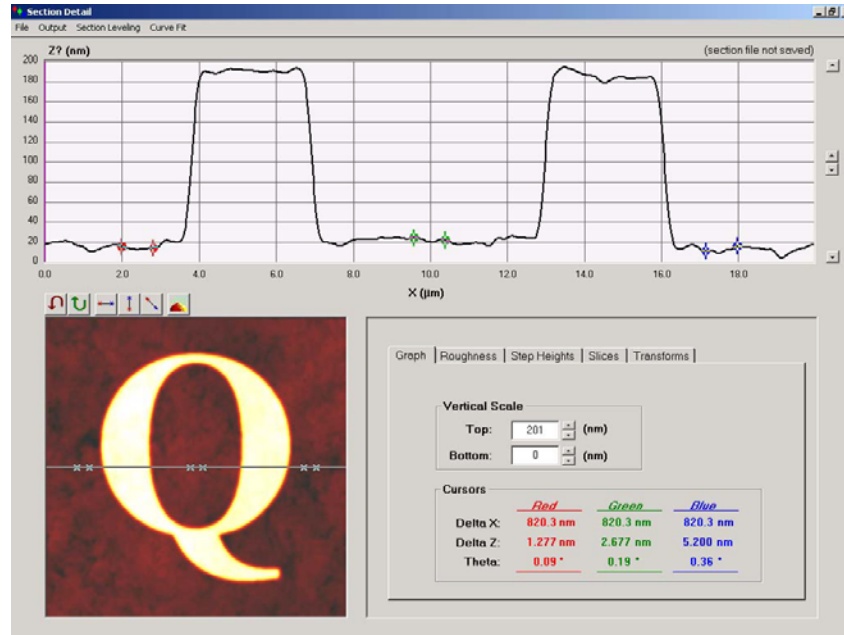 Section Detail
File Output Section Leveling Curve Fit
Z? (nm) (section file not saved)
200
180
160
140
120
100
80
60
40
20
0
0.0 2.0 4.0 6.0 8.0 10.0 12.0 14.0 16.0 18.0
X (µm)
Q
Graph Roughness Step Heights Slices Transforms
Vertical Scale
Top: 201 (nm)
Bottom: 0 (nm)
Cursors
Red Green Blue
Delta X: 820.3 nm 820.3 nm 820.3 nm
Delta Z: 1.277 nm 2.677 nm 5.200 nm
Theta: 0.09 ° 0.19 ° 0.36 °